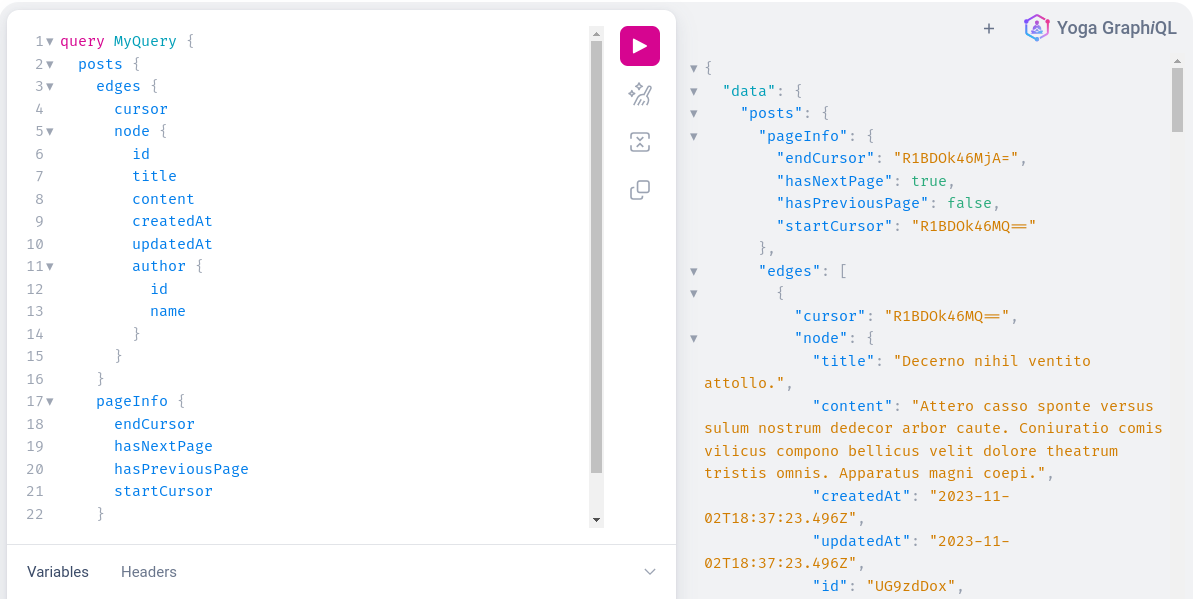 1 query MyQuery {
2 posts {
3 edges {
4 cursor
5 node {
6 id
7 title
8 content
9 createdAt
10 updatedAt
11 author {
12 id
13 name
14 }
15 }
16 }
17 pageInfo {
18 endCursor
19 hasNextPage
20 hasPreviousPage
21 startCursor
22 }
Variables Headers
+ Yoga GraphiQL
{
"data": {
"posts": {
"pageInfo": {
"endCursor": "R1BDOk46MjA=",
"hasNextPage": true,
"hasPreviousPage": false,
"startCursor": "R1BDOk46MQ=="
},
"edges": [
{
"cursor": "R1BDOk46MQ==",
"node": {
"title": "Decerno nihil ventito
attollo.",
"content": "Attero casso sponte versus
sulum nostrum dedecor arbor caute. Coniuratio comis
vilicus compono bellicus velit dolore theatrum
tristis omnis. Apparatus magni coepi.",
"createdAt": "2023-11-
02T18:37:23.496Z",
"updatedAt": "2023-11-
02T18:37:23.496Z",
"id": "UG9zdDox",